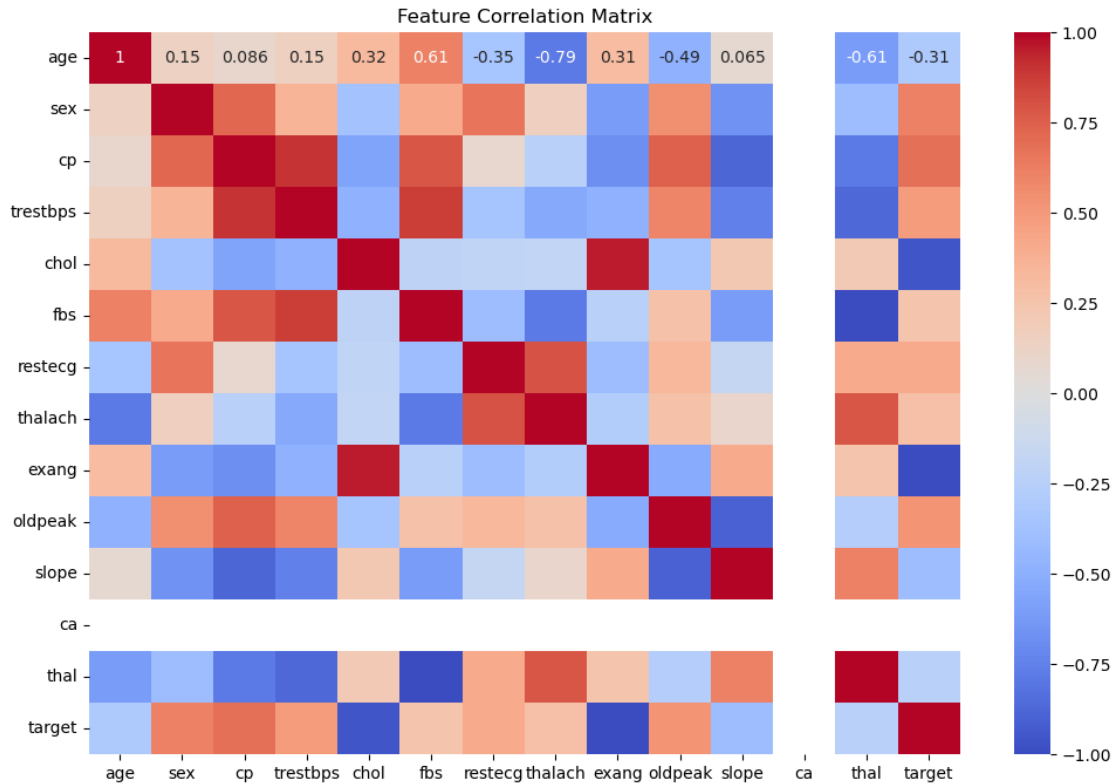 Feature Correlation Matrix
age 1 0.15 0.086 0.15 0.32 0.61 -0.35 -0.79 0.31 -0.49 0.065 -0.61 -0.31
sex
cp
trestbps
chol
fbs
restecg
thalach
exang
oldpeak
slope
ca
thal
target
age sex cp trestbps chol fbs restecg thalach exang oldpeak slope ca thal target
1.00
0.75
0.50
0.25
0.00
−0.25
−0.50
−0.75
−1.00